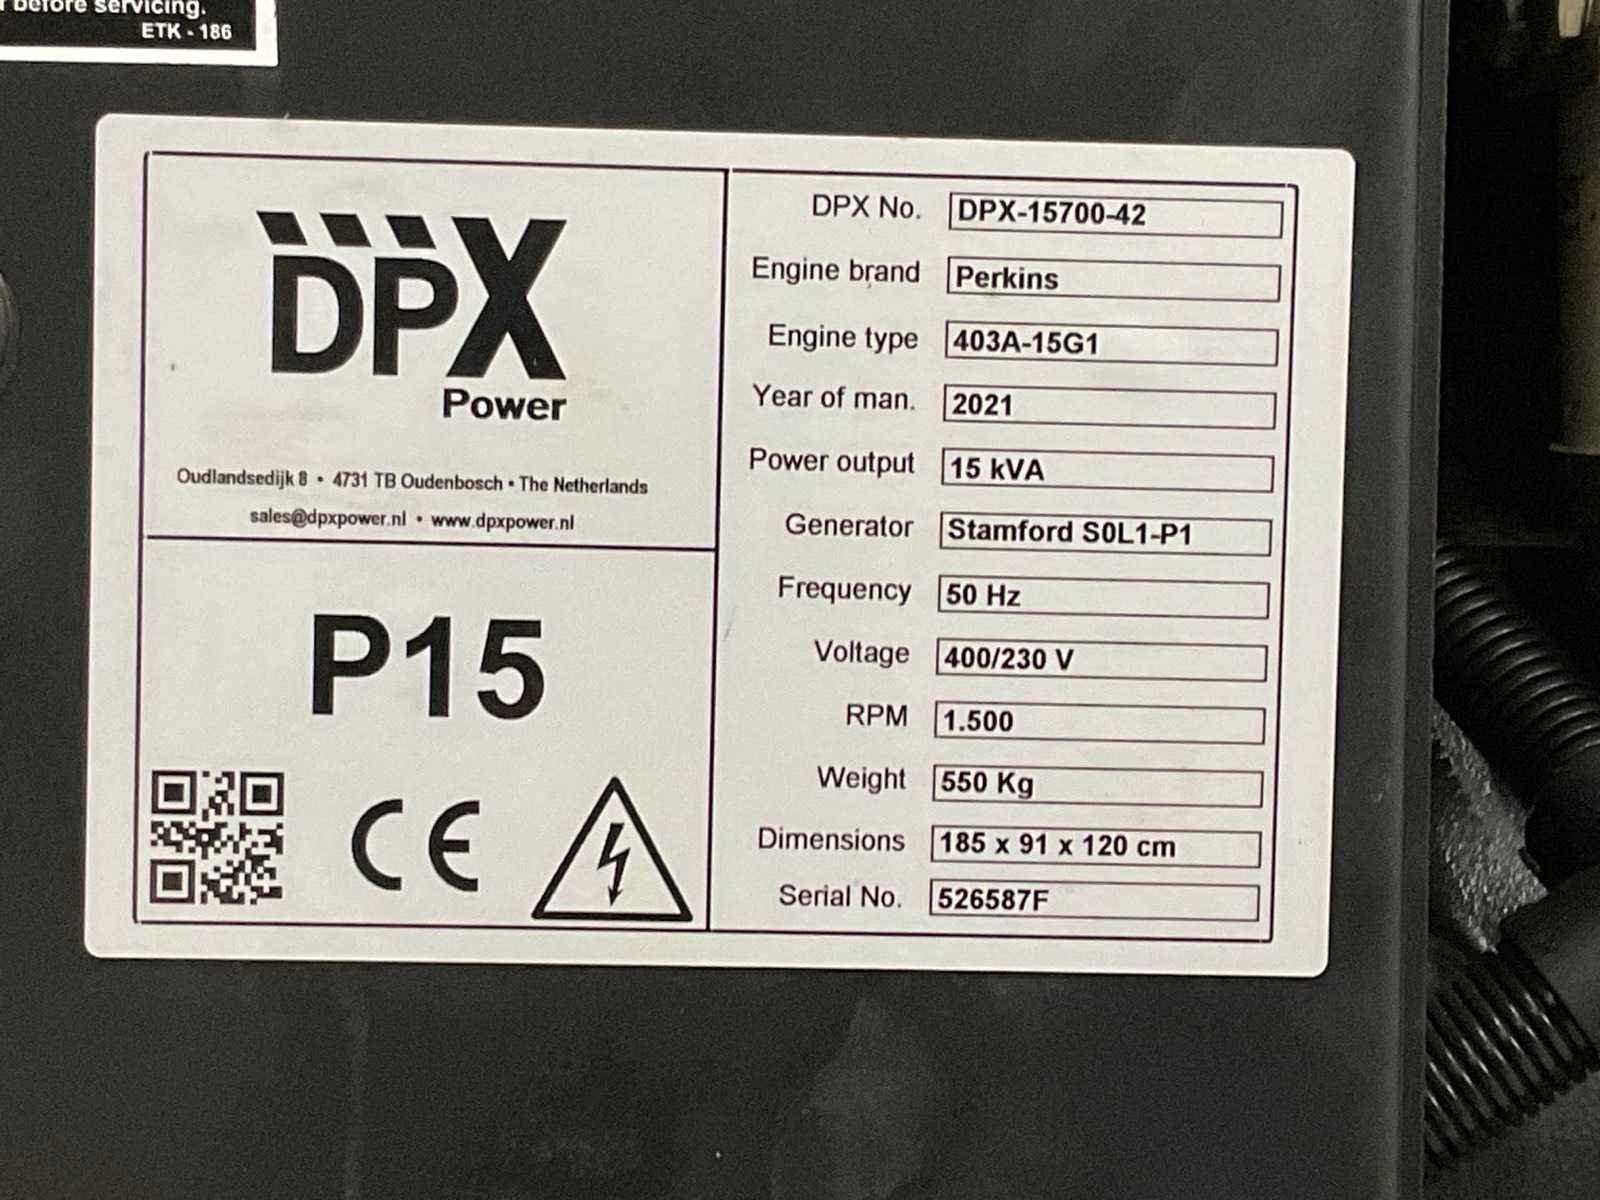 before servicing.
ETK - 186
DPX
Power
Oudlandsedijk 8 • 4731 TB Oudenbosch • The Netherlands
sales@dpxpower.nl • www.dpxpower.nl
P15
CE
DPX No. DPX-15700-42
Engine brand Perkins
Engine type 403A-15G1
Year of man. 2021
Power output 15 kVA
Generator Stamford S0L1-P1
Frequency 50 Hz
Voltage 400/230 V
RPM 1.500
Weight 550 Kg
Dimensions 185 x 91 x 120 cm
Serial No. 526587F